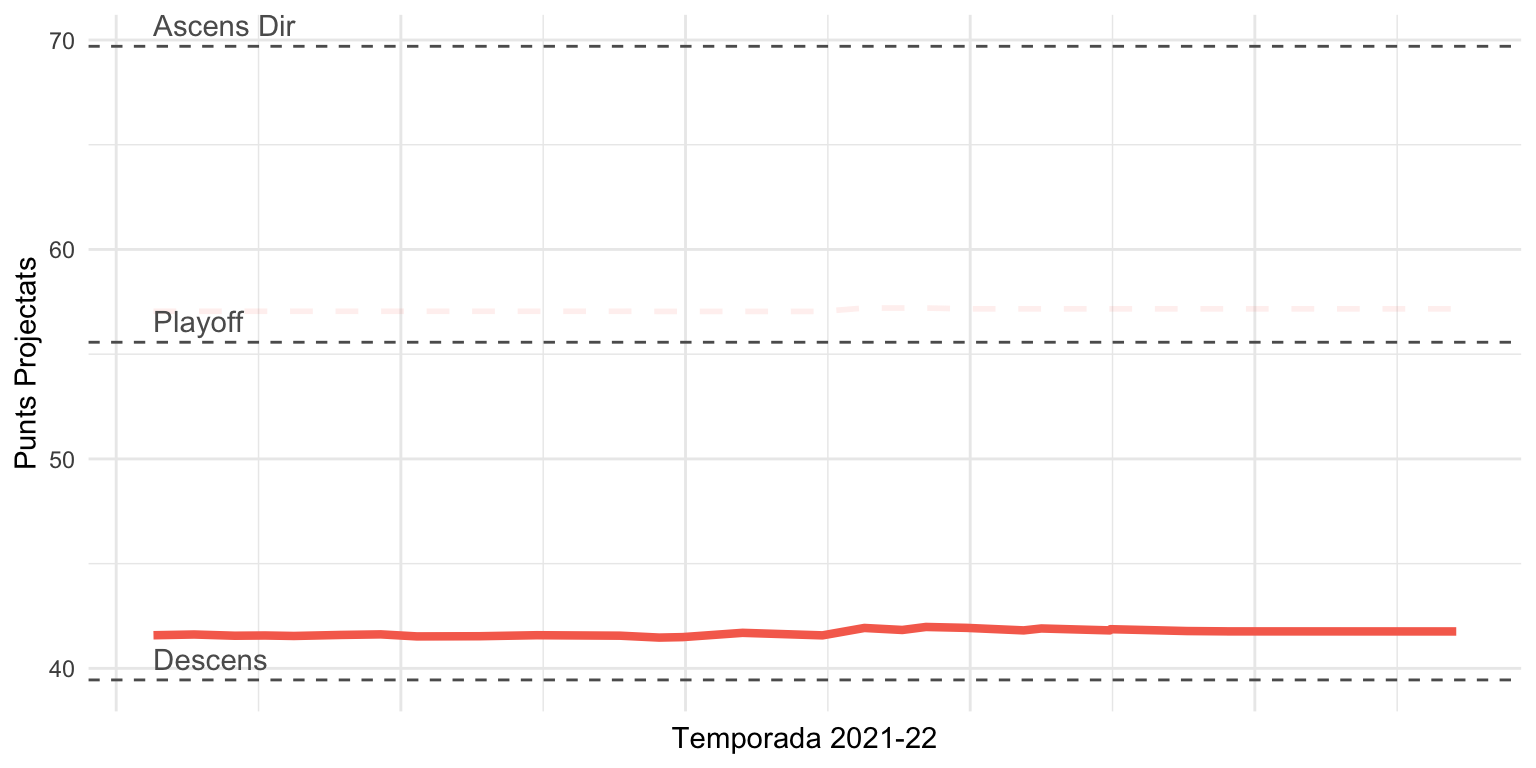 Ascens Dir
70
60
Playoff
Punts Projectats
50
Descens
40
Temporada 2021-22